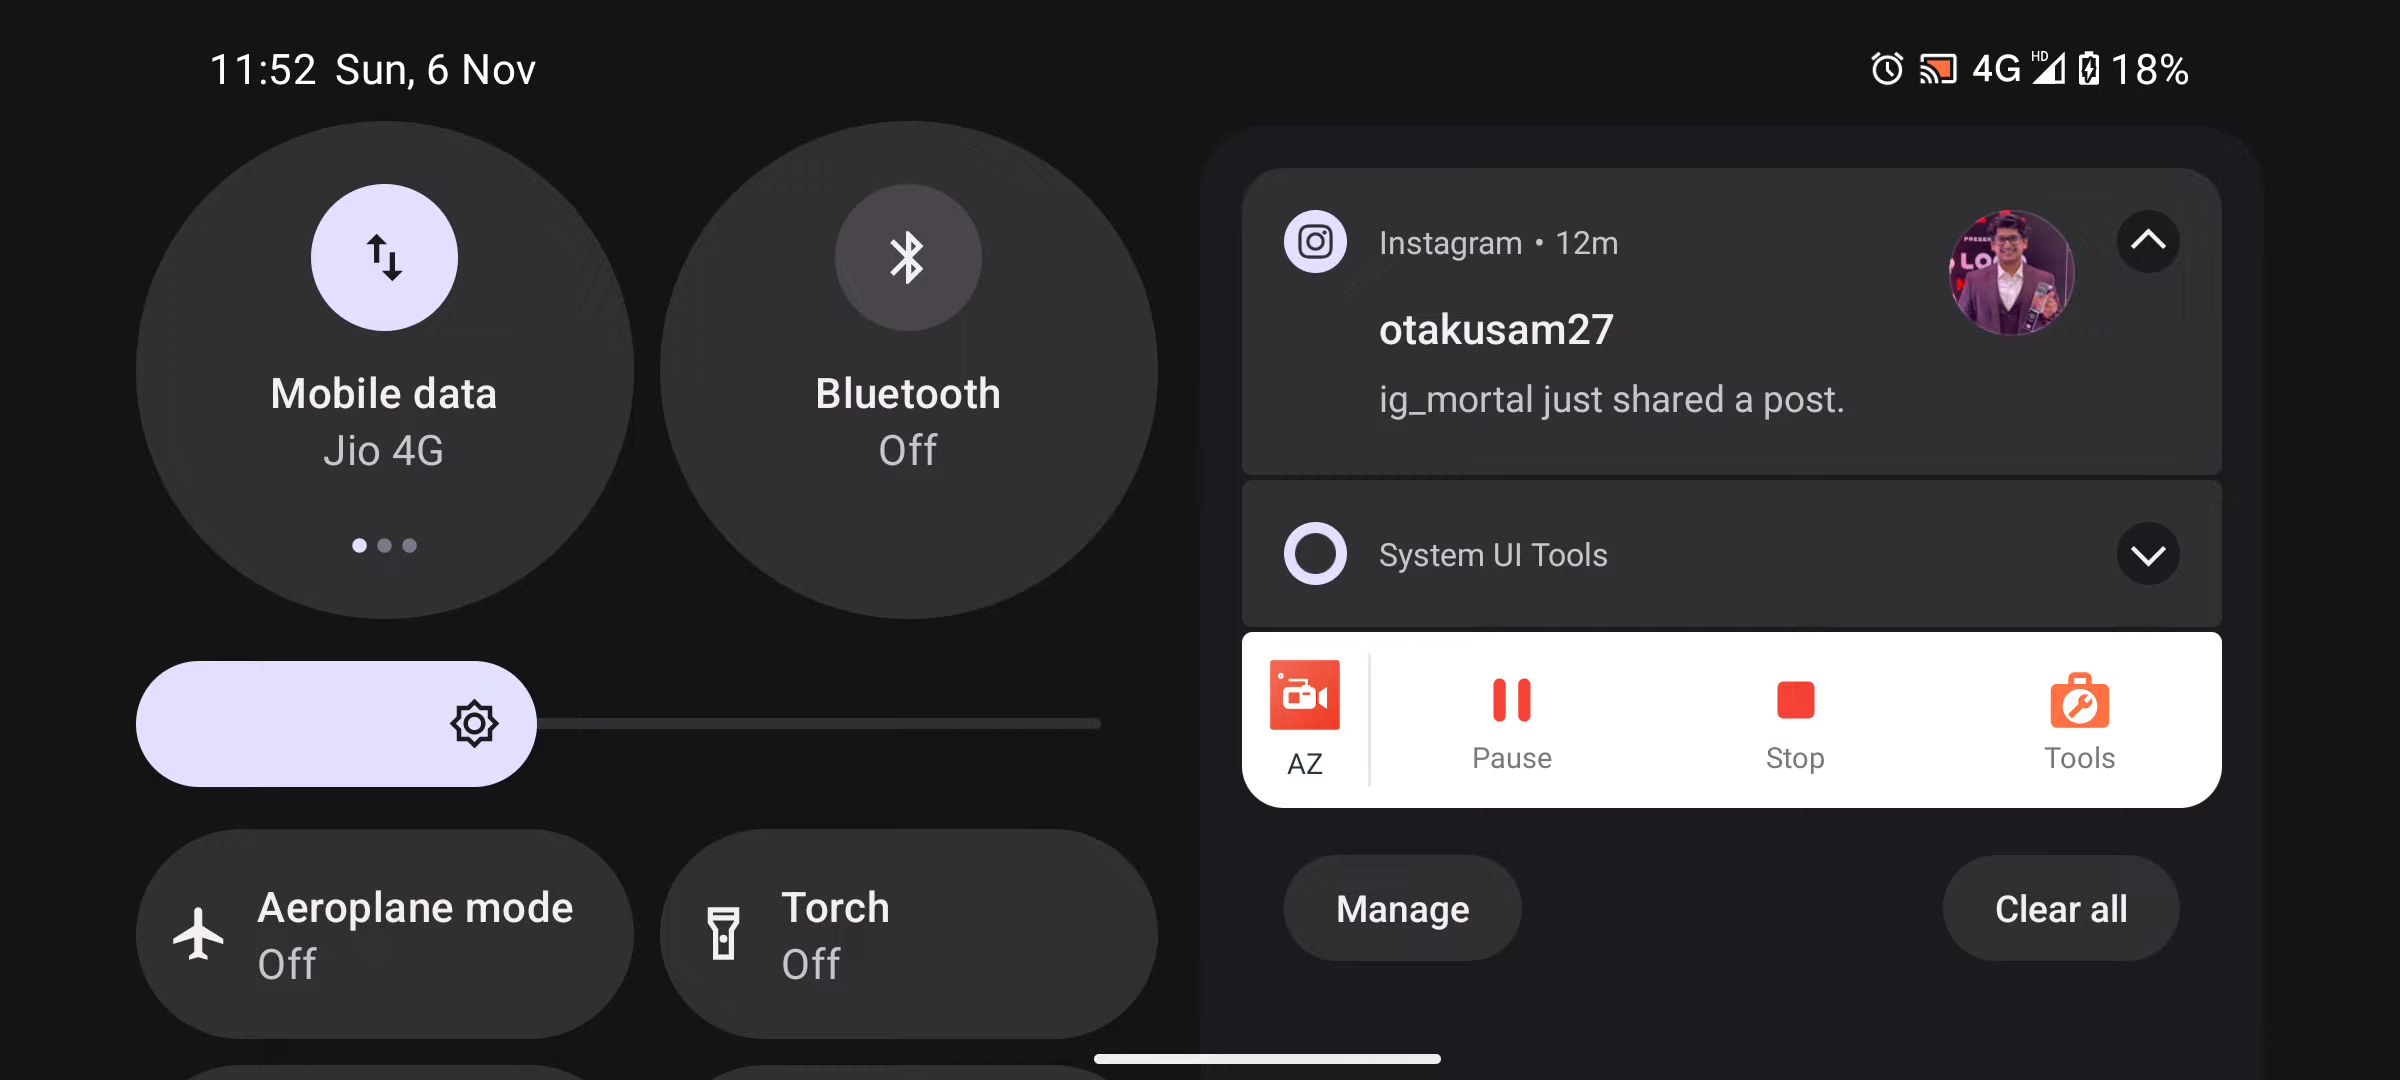 11:52 Sun, 6 Nov
4G HD 18%
Mobile data
Jio 4G
Bluetooth
Off
Aeroplane mode
Off
Torch
Off
Instagram • 12m
otakusam27
ig_mortal just shared a post.
System UI Tools
AZ
Pause
Stop
Tools
Manage
Clear all